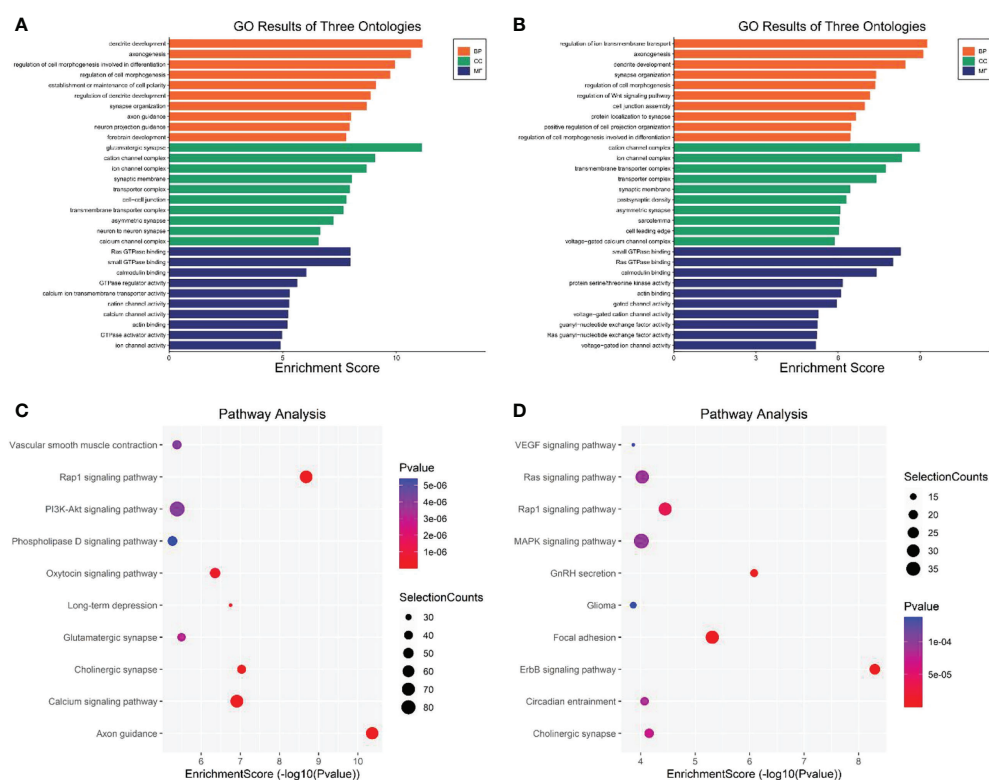 A
GO Results of Three Ontologies
dendrite development
axonogenesis
regulation of cell morphogenesis involved in differentiation
regulation of cell morphogenesis
establishment or maintenance of cell polarity
regulation of dendrite development
synapse organization
axon guidance
neuron projection guidance
forebrain development
glutamatergic synapse
cation channel complex
ion channel complex
synaptic membrane
transporter complex
cell−cell junction
transmembrane transporter complex
asymmetric synapse
neuron to neuron synapse
calcium channel complex
Ras GTPase binding
small GTPase binding
calmodulin binding
GTPase regulator activity
calcium ion transmembrane transporter activity
cation channel activity
calcium channel activity
actin binding
GTPase activator activity
ion channel activity
0 5 10
Enrichment Score
BP
CC
MF
B
GO Results of Three Ontologies
regulation of ion transmembrane transport
axonogenesis
dendrite development
synapse organization
regulation of cell morphogenesis
regulation of Wnt signaling pathway
cell junction assembly
protein localization to synapse
positive regulation of cell projection organization
regulation of cell morphogenesis involved in differentiation
cation channel complex
ion channel complex
transmembrane transporter complex
transporter complex
synaptic membrane
postsynaptic density
asymmetric synapse
sarcolemma
cell leading edge
voltage−gated calcium channel complex
small GTPase binding
Ras GTPase binding
calmodulin binding
protein serine/threonine kinase activity
actin binding
gated channel activity
voltage−gated cation channel activity
guanyl−nucleotide exchange factor activity
Ras guanyl−nucleotide exchange factor activity
voltage−gated ion channel activity
0 3 6 9
Enrichment Score
BP
CC
MF
C
Pathway Analysis
Vascular smooth muscle contraction
Rap1 signaling pathway
PI3K-Akt signaling pathway
Phospholipase D signaling pathway
Oxytocin signaling pathway
Long-term depression
Glutamatergic synapse
Cholinergic synapse
Calcium signaling pathway
Axon guidance
6 7 8 9 10
EnrichmentScore (-log10(Pvalue))
Pvalue
5e-06
4e-06
3e-06
2e-06
1e-06
SelectionCounts
30
40
50
60
70
80
D
Pathway Analysis
VEGF signaling pathway
Ras signaling pathway
Rap1 signaling pathway
MAPK signaling pathway
GnRH secretion
Glioma
Focal adhesion
ErbB signaling pathway
Circadian entrainment
Cholinergic synapse
4 5 6 7 8
EnrichmentScore (-log10(Pvalue))
SelectionCounts
15
20
25
30
35
Pvalue
1e-04
5e-05